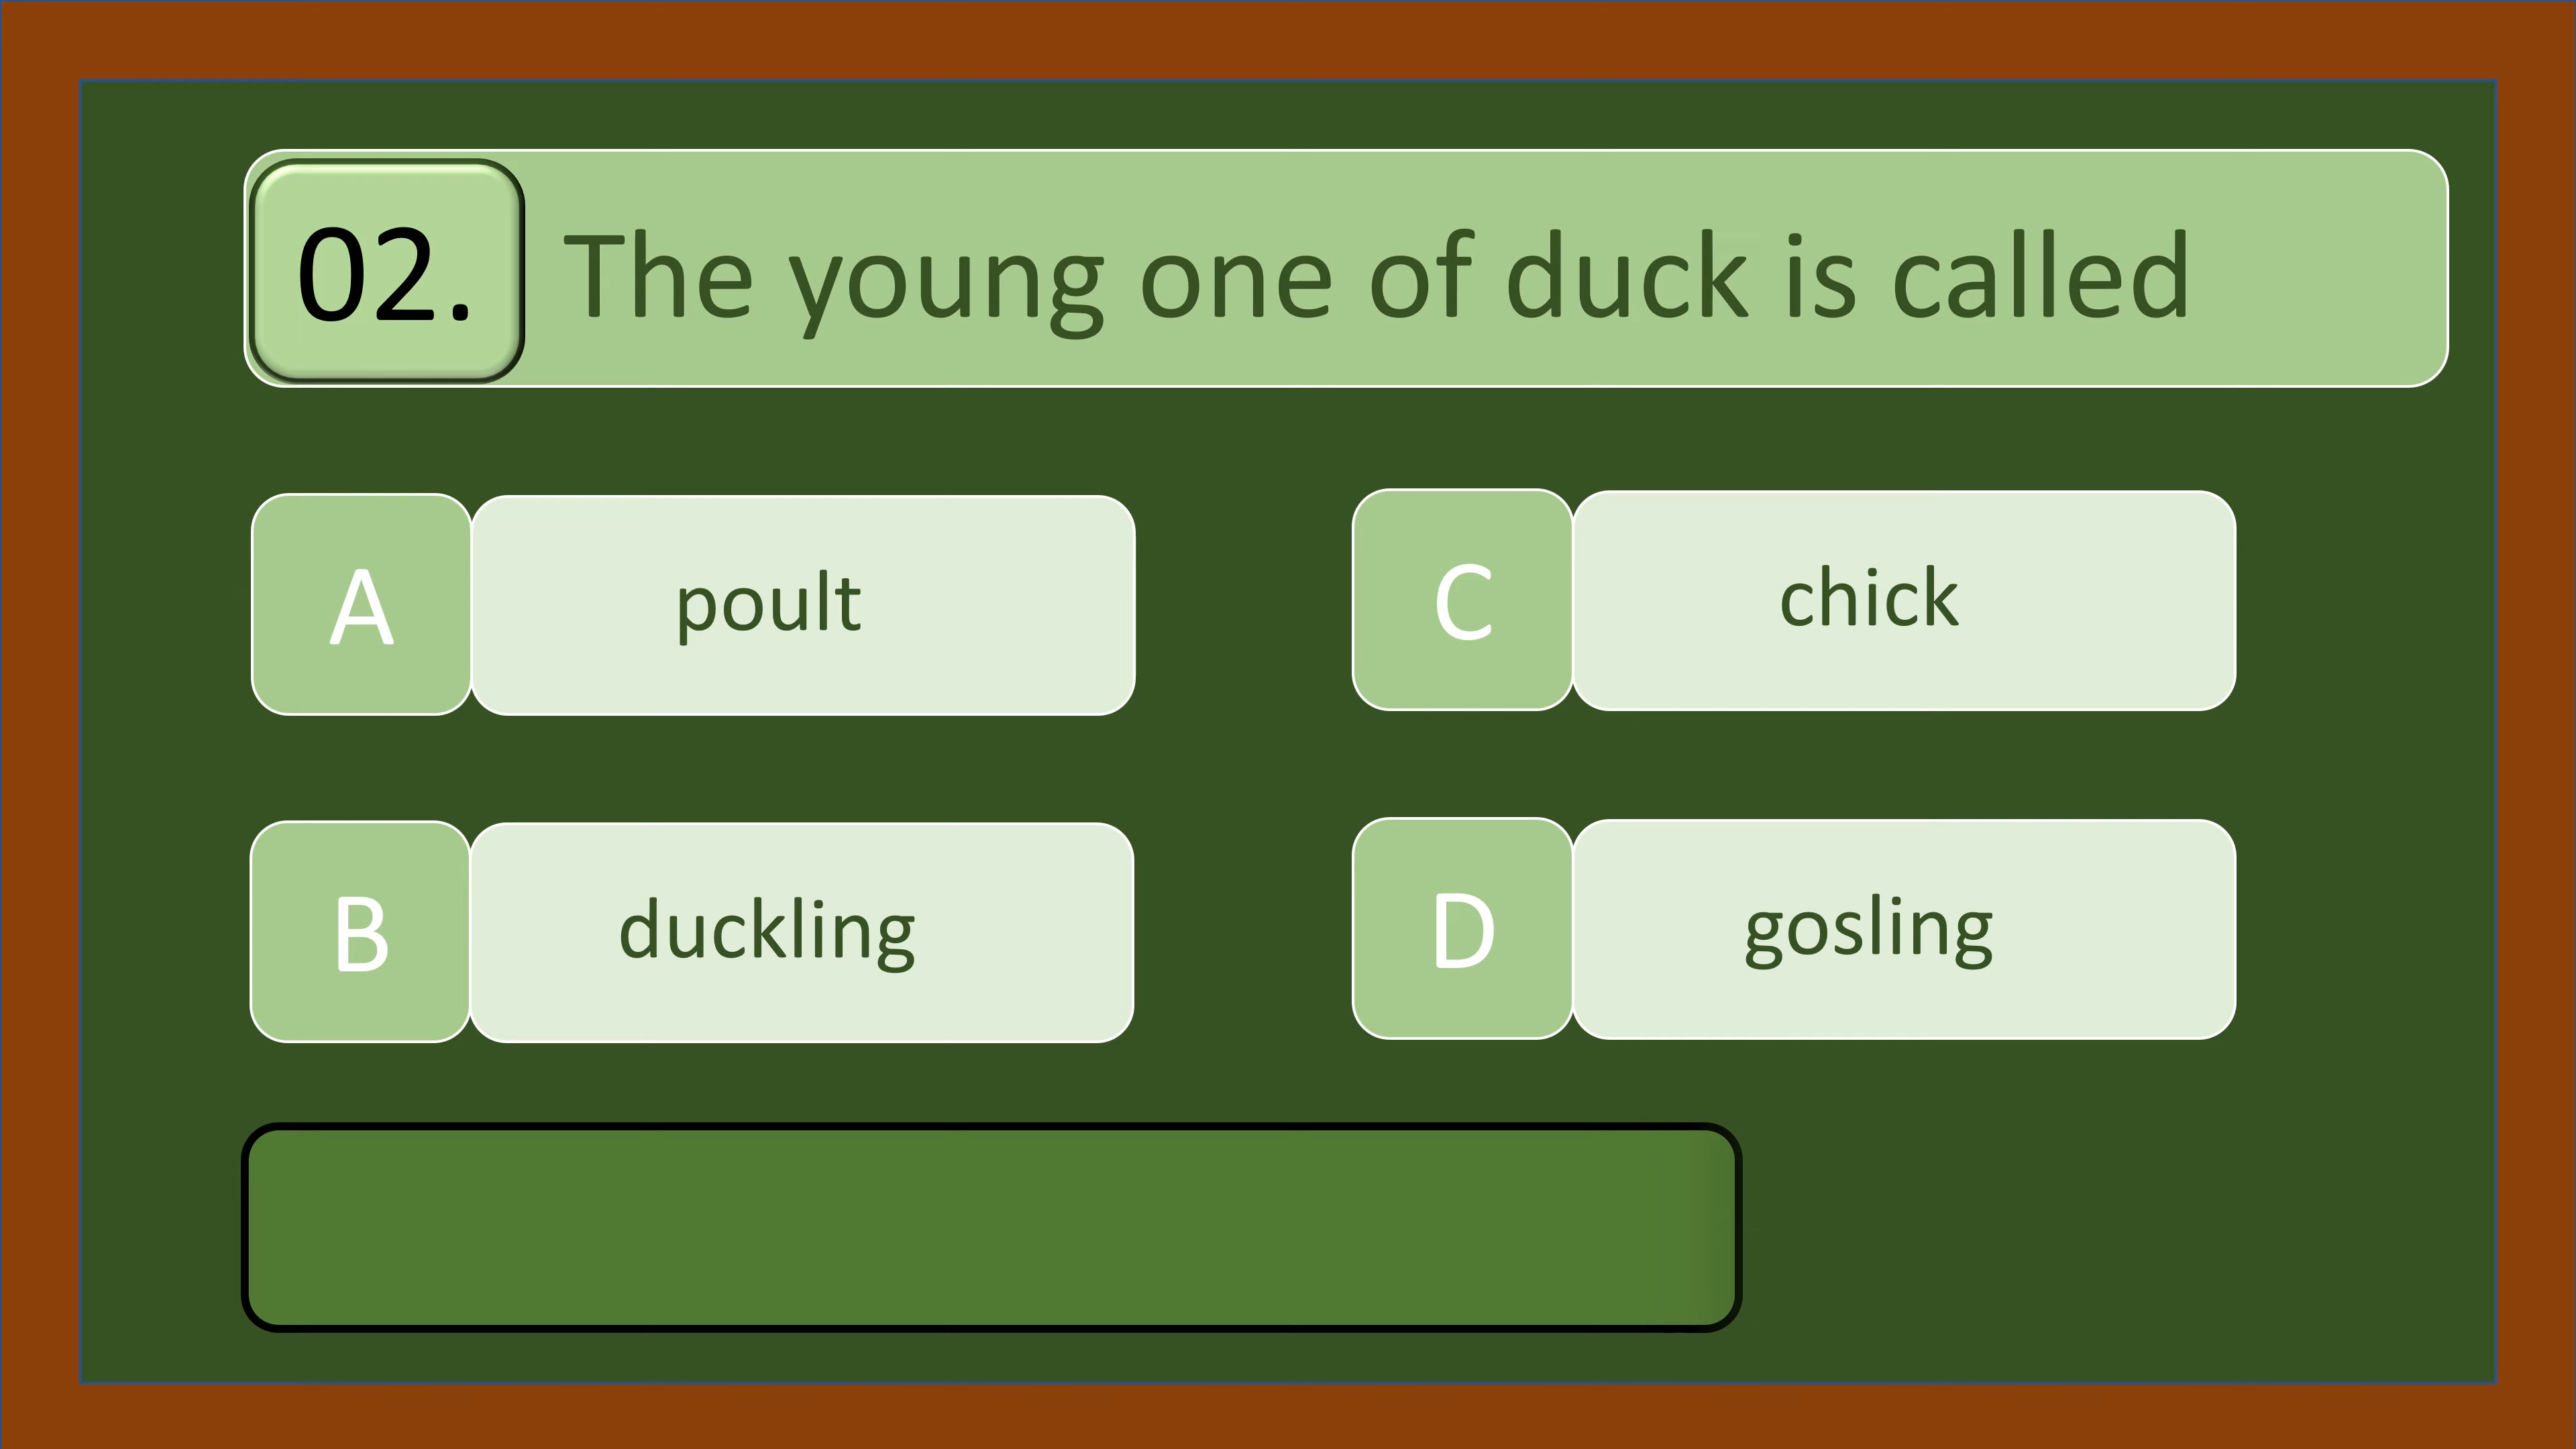 02. The young one of duck is called
A poult
B duckling
C chick
D gosling